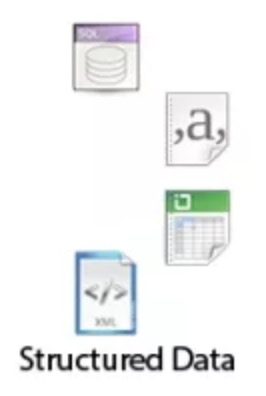 SQL
,a,
</>
XML
Structured Data